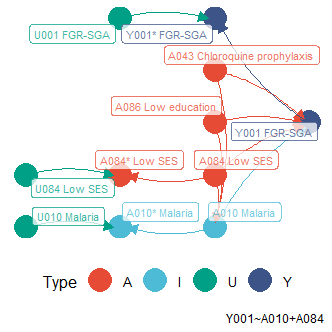 U001 FGR-SGA
Y001* FGR-SGA
A043 Chloroquine prophylaxis
A086 Low education
Y001 FGR-SGA
A084* Low SES
A084 Low SES
U084 Low SES
U010 Malaria
A010* Malaria
A010 Malaria
Type A I U Y
Y001~A010+A084